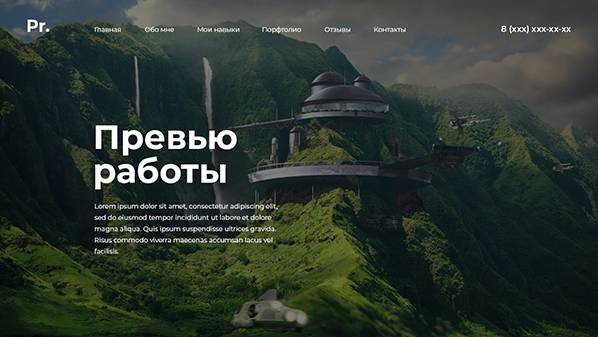 Pr.
Главная Обо мне Мои навыки Порфтолио Отзывы Контакты
8 (xxx) xxx-xx-xx
Превью
работы
Lorem ipsum dolor sit amet, consectetur adipiscing elit,
sed do eiusmod tempor incididunt ut labore et dolore
magna aliqua. Quis ipsum suspendisse ultrices gravida.
Risus commodo viverra maecenas accumsan lacus vel
facilisis.